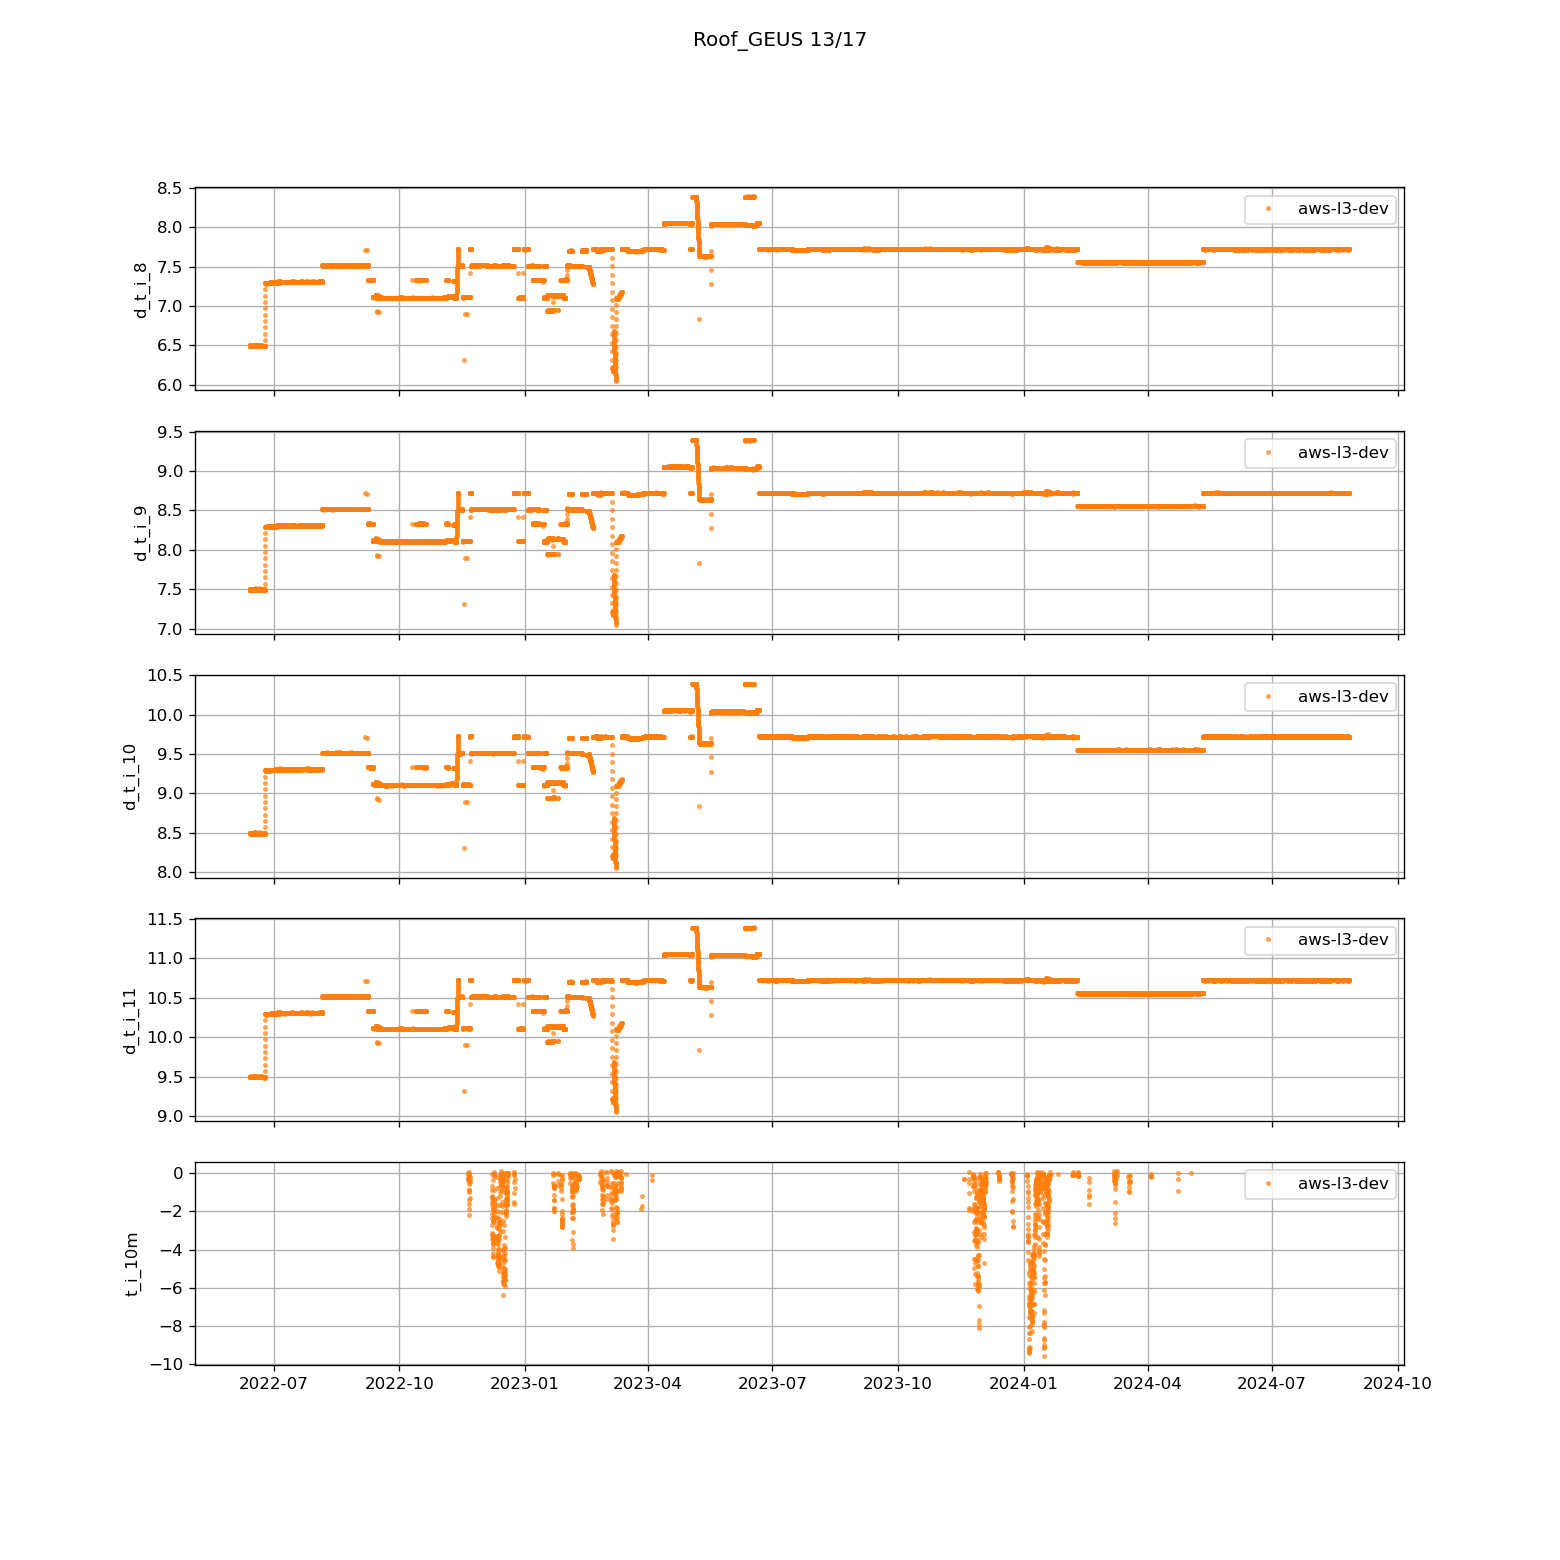 Roof_GEUS 13/17
8.5
8.0
7.5
7.0
6.5
6.0
d_t_i_8
aws-l3-dev
9.5
9.0
8.5
8.0
7.5
7.0
d_t_i_9
aws-l3-dev
10.5
10.0
9.5
9.0
8.5
8.0
d_t_i_10
aws-l3-dev
11.5
11.0
10.5
10.0
9.5
9.0
d_t_i_11
aws-l3-dev
0
−2
−4
−6
−8
−10
t_i_10m
aws-l3-dev
2022-07 2022-10 2023-01 2023-04 2023-07 2023-10 2024-01 2024-04 2024-07 2024-10